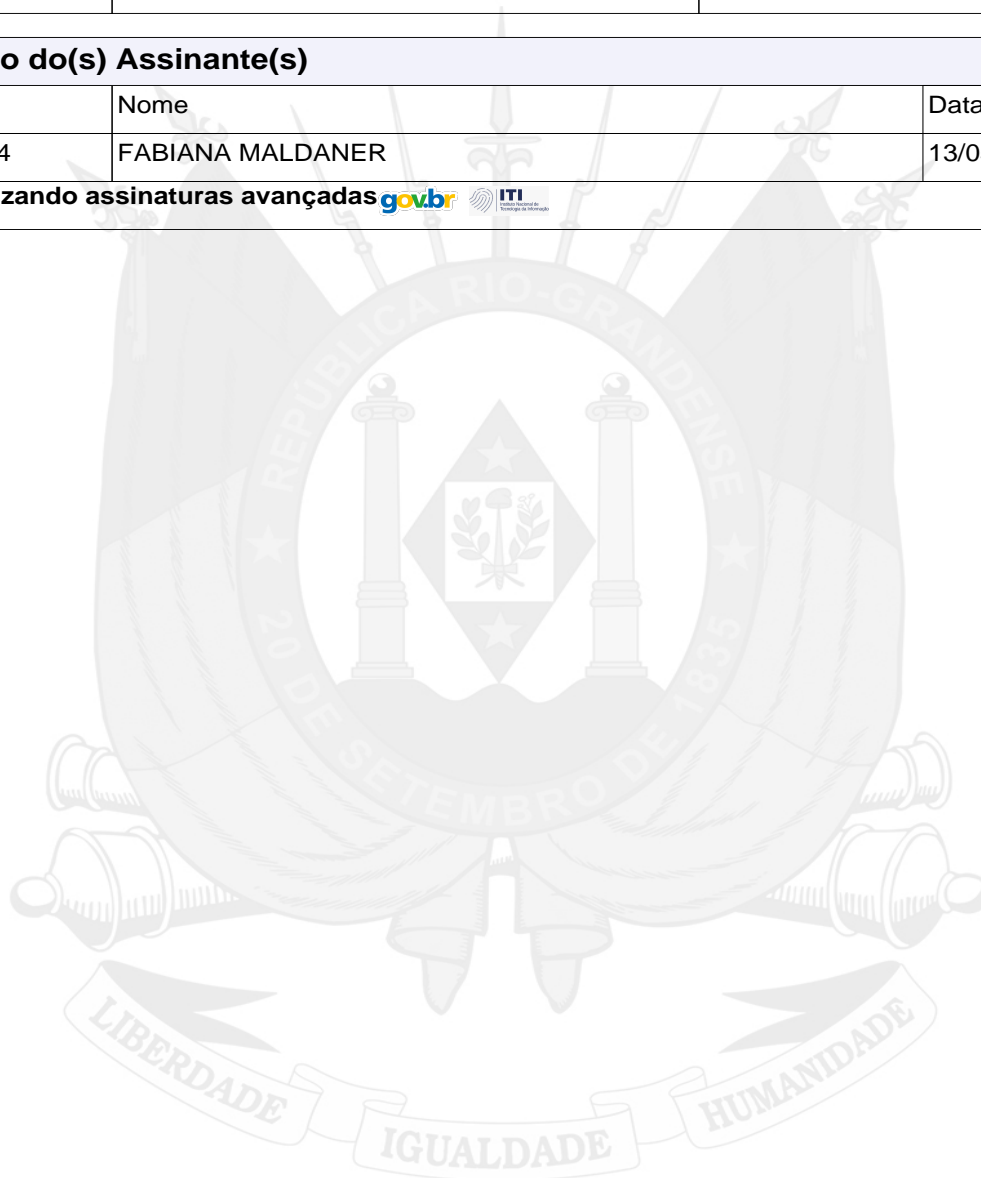 o do(s) Assinante(s)
Nome Data
4 FABIANA MALDANER 13/0
zando assinaturas avançadas gov.br ITI
REPÚBLICA RIO-GRANDENSE
20 DE SETEMBRO DE 1835
LIBERDADE IGUALDADE HUMANIDADE